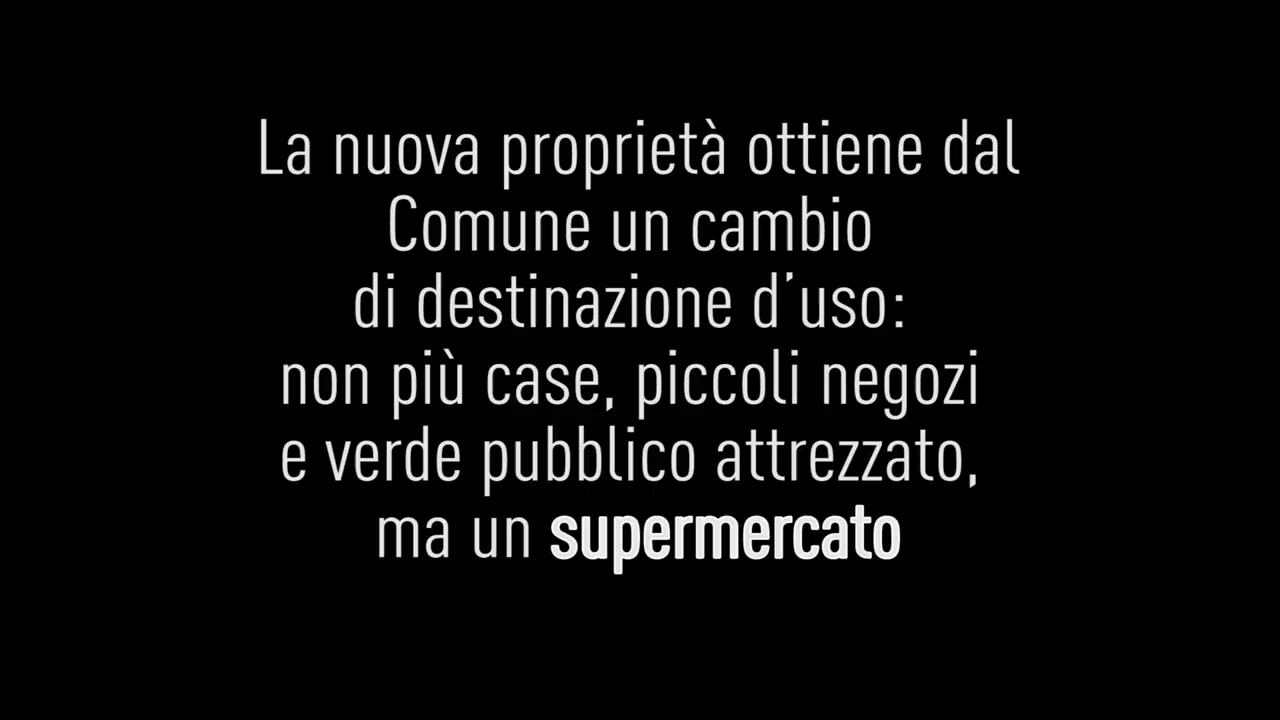 La nuova proprietà ottiene dal
Comune un cambio
di destinazione d'uso:
non più case, piccoli negozi
e verde pubblico attrezzato,
ma un supermercato